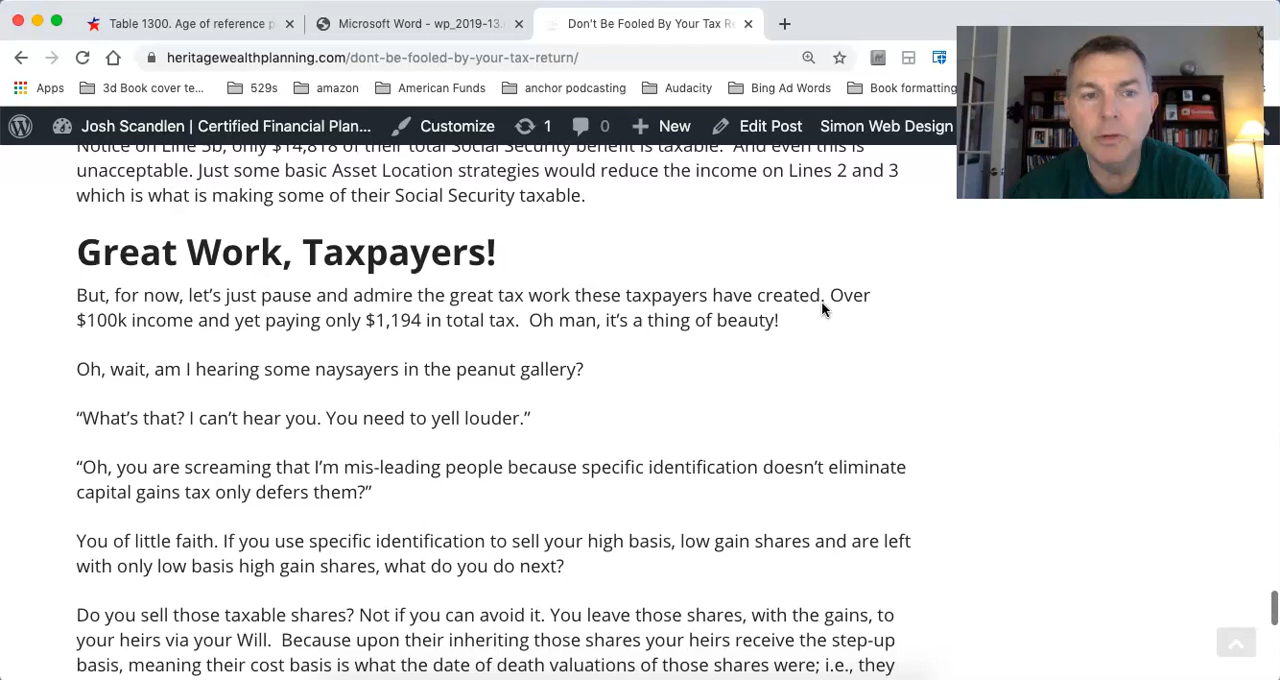 Table 1300. Age of reference p
Microsoft Word - wp_2019-13.
Don't Be Fooled By Your Tax Re
heritagewealthplanning.com/dont-be-fooled-by-your-tax-return/
Apps
3d Book cover te...
529s
amazon
American Funds
anchor podcasting
Audacity
Bing Ad Words
Book formatting
Josh Scandlen | Certified Financial Plan...
Customize
1
0
New
Edit Post
Simon Web Design
Notice on Line 5b, only $14,818 of their total Social Security benefit is taxable. And even this is
unacceptable. Just some basic Asset Location strategies would reduce the income on Lines 2 and 3
which is what is making some of their Social Security taxable.
Great Work, Taxpayers!
But, for now, let’s just pause and admire the great tax work these taxpayers have created. Over
$100k income and yet paying only $1,194 in total tax. Oh man, it’s a thing of beauty!
Oh, wait, am I hearing some naysayers in the peanut gallery?
“What’s that? I can’t hear you. You need to yell louder.”
“Oh, you are screaming that I’m mis-leading people because specific identification doesn’t eliminate
capital gains tax only defers them?”
You of little faith. If you use specific identification to sell your high basis, low gain shares and are left
with only low basis high gain shares, what do you do next?
Do you sell those taxable shares? Not if you can avoid it. You leave those shares, with the gains, to
your heirs via your Will. Because upon their inheriting those shares your heirs receive the step-up
basis, meaning their cost basis is what the date of death valuations of those shares were; i.e., they